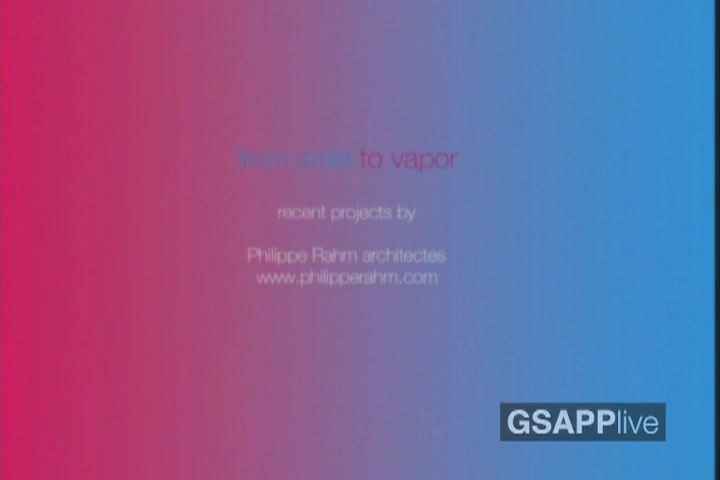 from solid to vapor
recent projects by
Philippe Rahm architectes
www.philipperahm.com
GSAPPlive